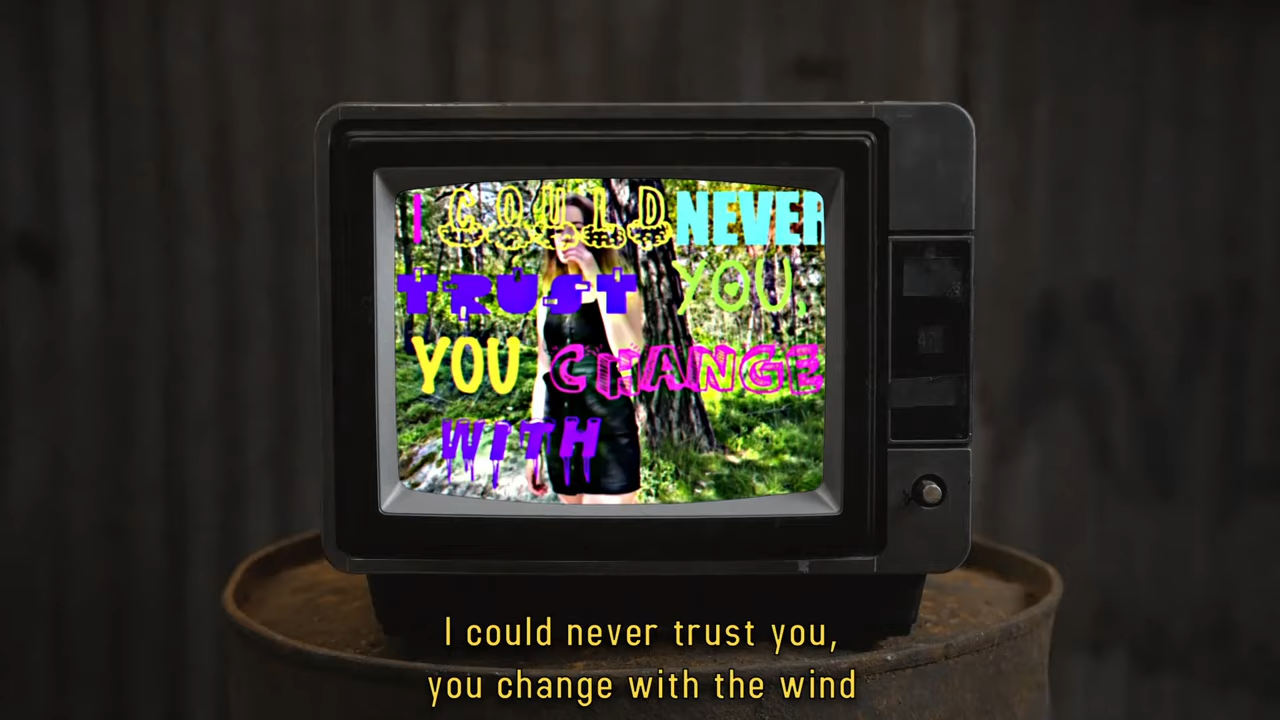 I COULD NEVER
TRUST YOU,
YOU CHANGE
WITH
I could never trust you,
you change with the wind